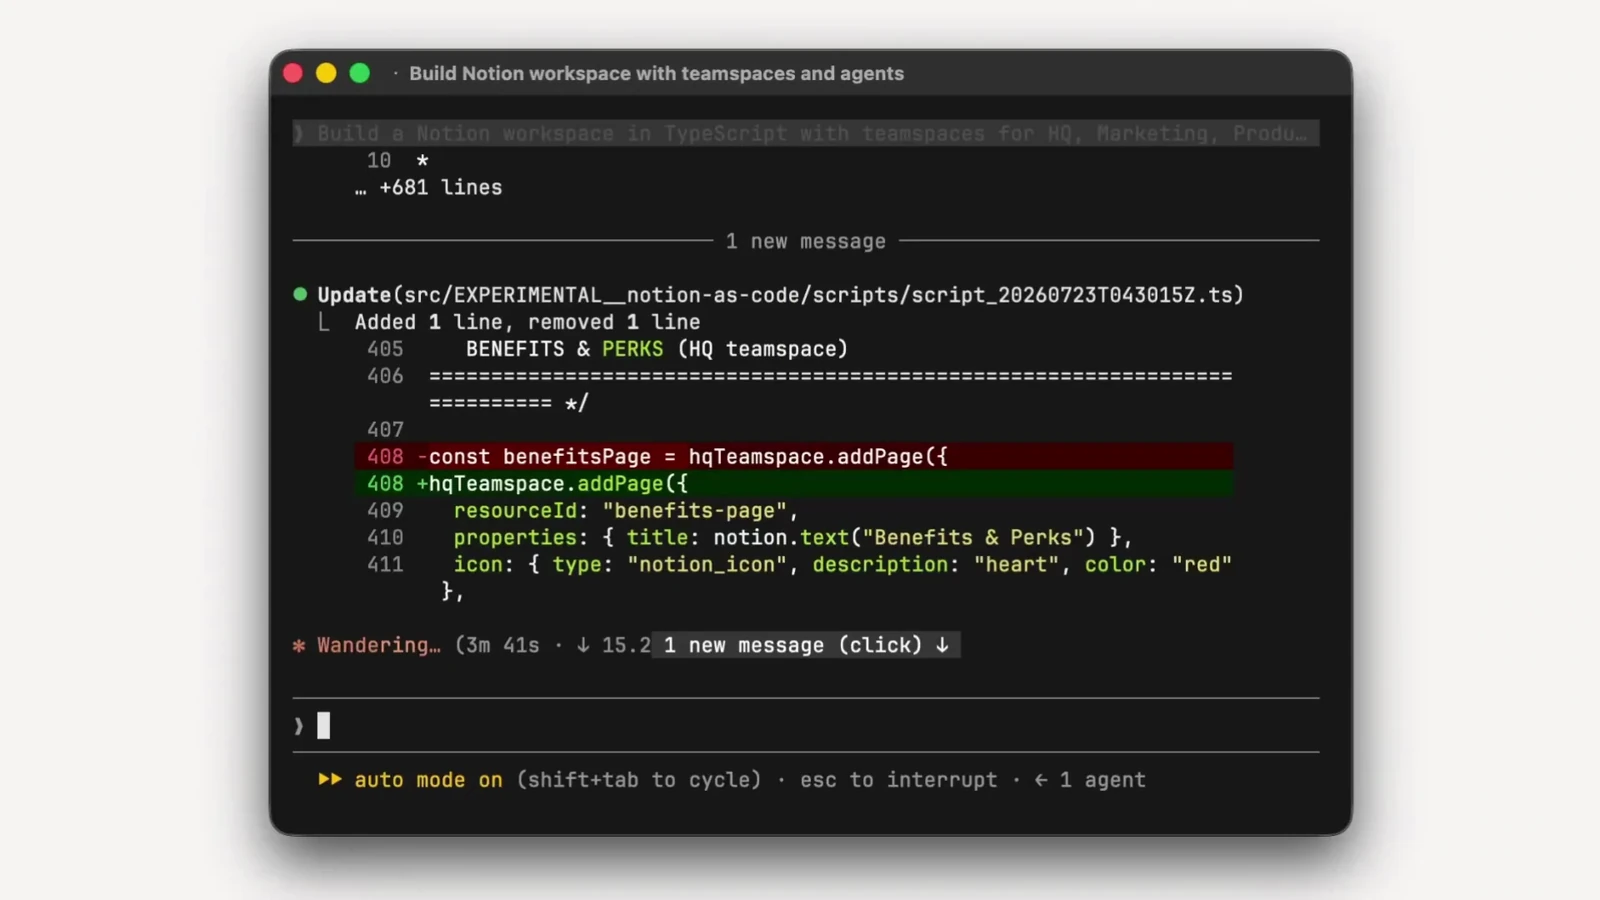 · Build Notion workspace with teamspaces and agents
❯ Build a Notion workspace in TypeScript with teamspaces for HQ, Marketing, Produ…
10 *
… +681 lines
1 new message
● Update(src/EXPERIMENTAL__notion-as-code/scripts/script_20260723T043015Z.ts)
⎿ Added 1 line, removed 1 line
405 BENEFITS & PERKS (HQ teamspace)
406 =================================================================
========== */
407
408 -const benefitsPage = hqTeamspace.addPage({
408 +hqTeamspace.addPage({
409 resourceId: "benefits-page",
410 properties: { title: notion.text("Benefits & Perks") },
411 icon: { type: "notion_icon", description: "heart", color: "red"
},
* Wandering… (3m 41s · ↓ 15.2 1 new message (click) ↓
❯
⏵⏵ auto mode on (shift+tab to cycle) · esc to interrupt · ← 1 agent